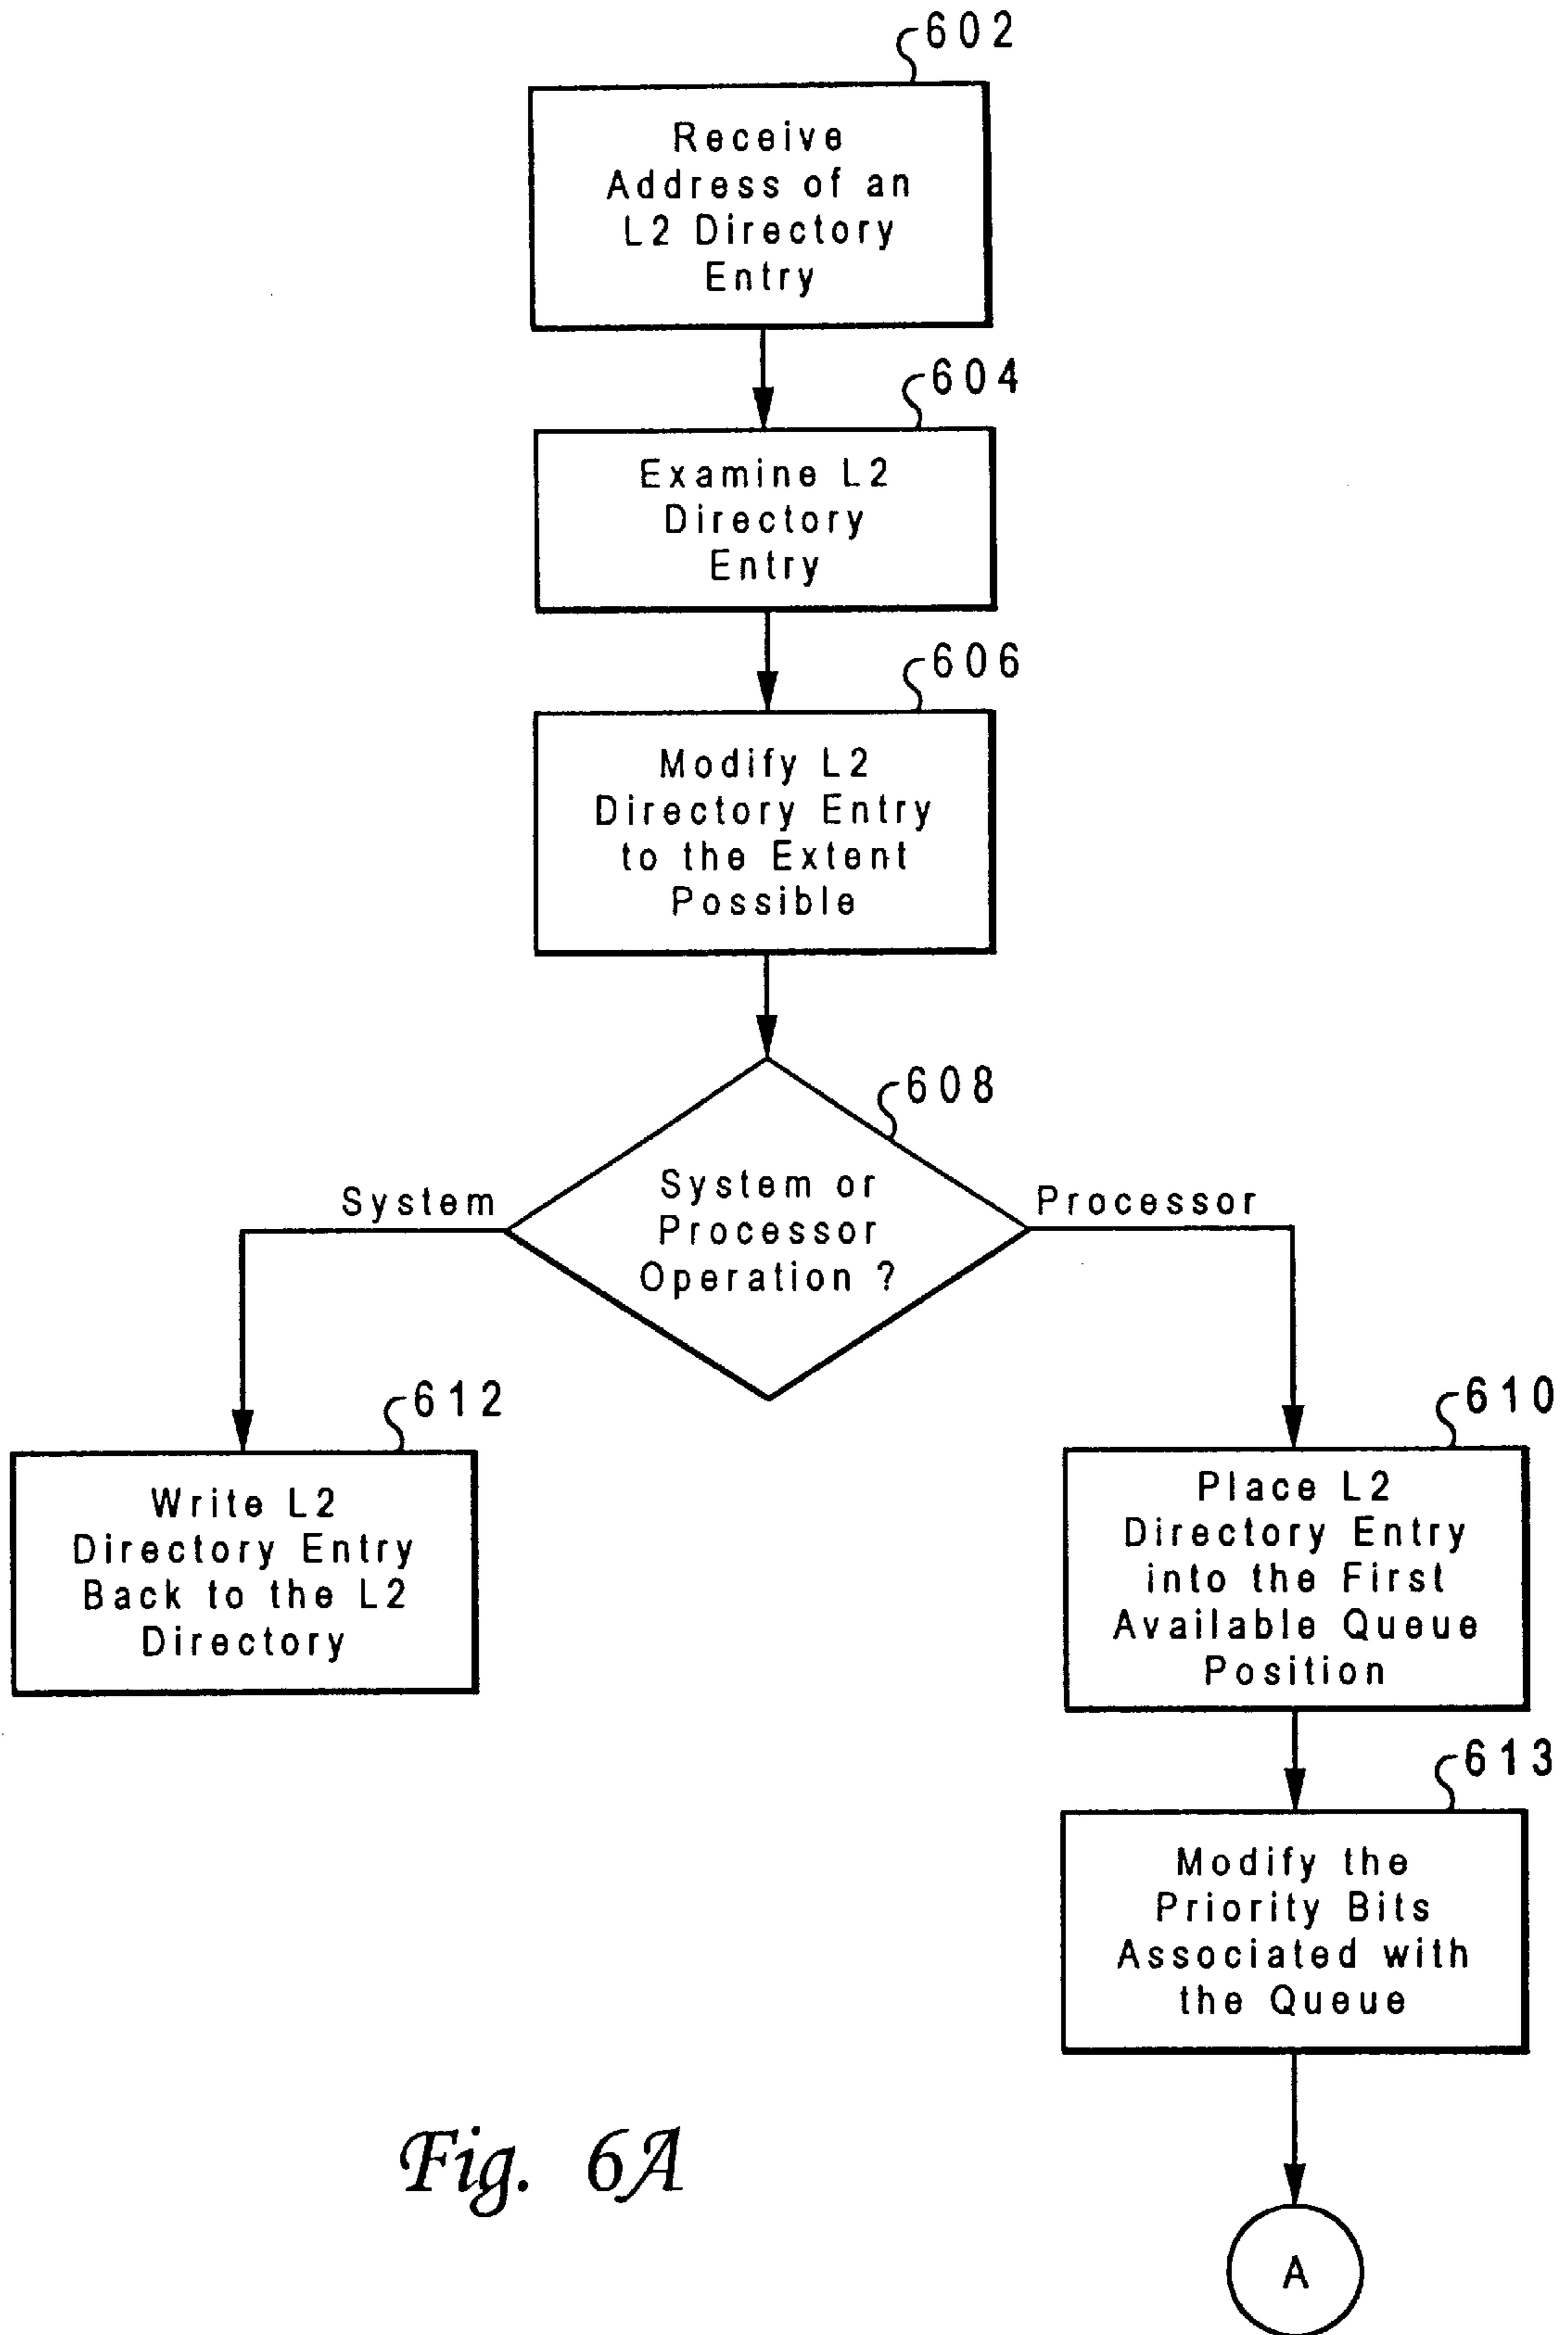 602
Receive
Address of an
L2 Directory
Entry
604
Examine L2
Directory
Entry
606
Modify L2
Directory Entry
to the Extent
Possible
608
System or
Processor
Operation ?
System
Processor
612
Write L2
Directory Entry
Back to the L2
Directory
610
Place L2
Directory Entry
into the First
Available Queue
Position
613
Modify the
Priority Bits
Associated with
the Queue
Fig. 6A
A